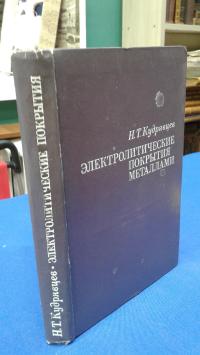 Н.Т. Кудрявцев
ЭЛЕКТРОЛИТИЧЕСКИЕ
ПОКРЫТИЯ
МЕТАЛЛАМИ
Н.Т. Кудрявцев • ЭЛЕКТРОЛИТИЧЕСКИЕ ПОКРЫТИЯ